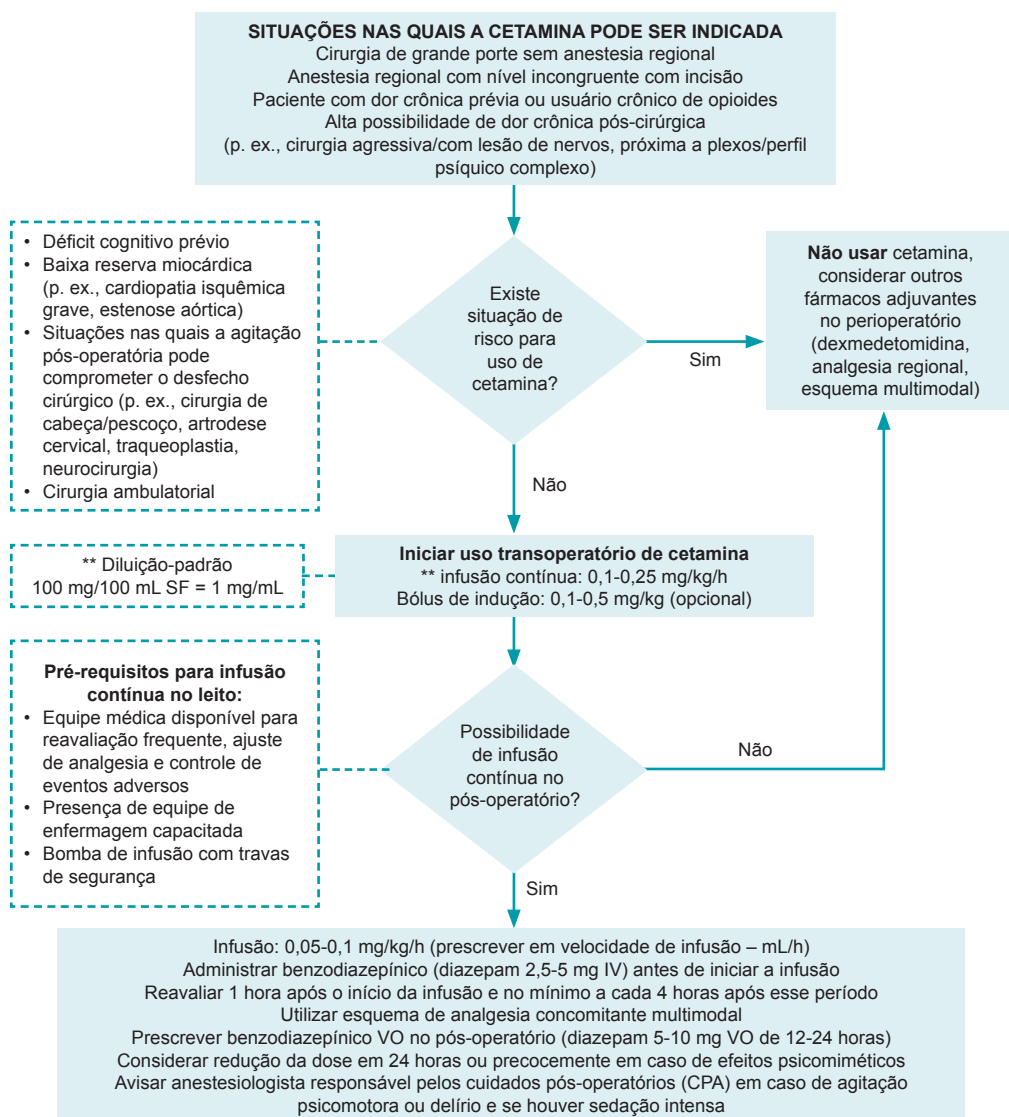 SITUAÇÕES NAS QUAIS A CETAMINA PODE SER INDICADA
Cirurgia de grande porte sem anestesia regional
Anestesia regional com nível incongruente com incisão
Paciente com dor crônica prévia ou usuário crônico de opioides
Alta possibilidade de dor crônica pós-cirúrgica
(p. ex., cirurgia agressiva/com lesão de nervos, próxima a plexos/perfil
psíquico complexo)
• Déficit cognitivo prévio
• Baixa reserva miocárdica
(p. ex., cardiopatia isquêmica
grave, estenose aórtica)
• Situações nas quais a agitação
pós-operatória pode
comprometer o desfecho
cirúrgico (p. ex., cirurgia de
cabeça/pescoço, artrodese
cervical, traqueoplastia,
neurocirurgia)
• Cirurgia ambulatorial
Existe
situação de
risco para
uso de
cetamina?
Sim
Não usar cetamina,
considerar outros
fármacos adjuvantes
no perioperatório
(dexmedetomidina,
analgesia regional,
esquema multimodal)
Não
** Diluição-padrão
100 mg/100 mL SF = 1 mg/mL
Iniciar uso transoperatório de cetamina
** infusão contínua: 0,1-0,25 mg/kg/h
Bólus de indução: 0,1-0,5 mg/kg (opcional)
Pré-requisitos para infusão
contínua no leito:
• Equipe médica disponível para
reavaliação frequente, ajuste
de analgesia e controle de
eventos adversos
• Presença de equipe de
enfermagem capacitada
• Bomba de infusão com travas
de segurança
Possibilidade
de infusão
contínua no
pós-operatório?
Não
Sim
Infusão: 0,05-0,1 mg/kg/h (prescrever em velocidade de infusão – mL/h)
Administrar benzodiazepínico (diazepam 2,5-5 mg IV) antes de iniciar a infusão
Reavaliar 1 hora após o início da infusão e no mínimo a cada 4 horas após esse período
Utilizar esquema de analgesia concomitante multimodal
Prescrever benzodiazepínico VO no pós-operatório (diazepam 5-10 mg VO de 12-24 horas)
Considerar redução da dose em 24 horas ou precocemente em caso de efeitos psicomiméticos
Avisar anestesiologista responsável pelos cuidados pós-operatórios (CPA) em caso de agitação
psicomotora ou delírio e se houver sedação intensa